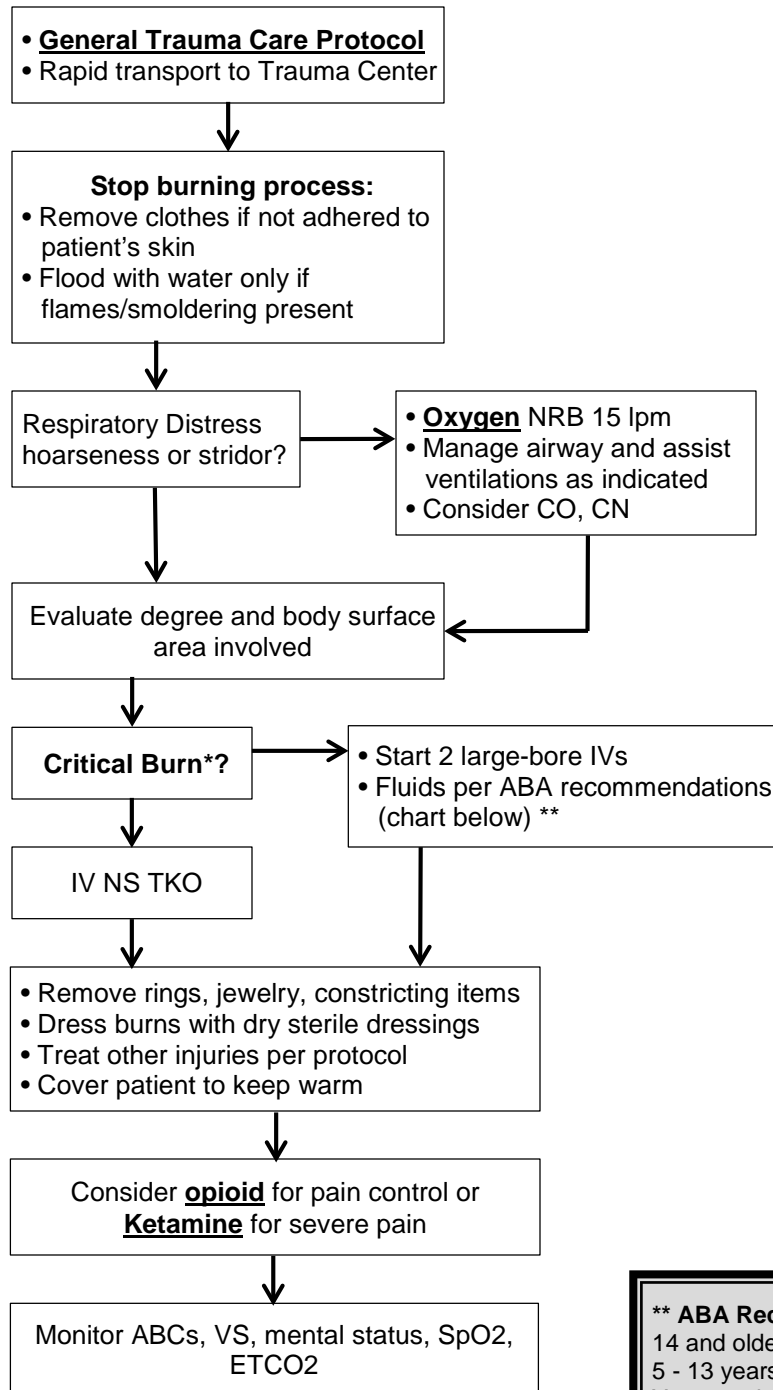 • General Trauma Care Protocol
• Rapid transport to Trauma Center
Stop burning process:
• Remove clothes if not adhered to
patient's skin
• Flood with water only if
flames/smoldering present
Respiratory Distress
hoarseness or stridor?
• Oxygen NRB 15 lpm
• Manage airway and assist
ventilations as indicated
• Consider CO, CN
Evaluate degree and body surface
area involved
Critical Burn*?
• Start 2 large-bore IVs
• Fluids per ABA recommendations
(chart below) **
IV NS TKO
• Remove rings, jewelry, constricting items
• Dress burns with dry sterile dressings
• Treat other injuries per protocol
• Cover patient to keep warm
Consider opioid for pain control or
Ketamine for severe pain
Monitor ABCs, VS, mental status, SpO2,
ETCO2
** ABA
14 and
5 - 13 years